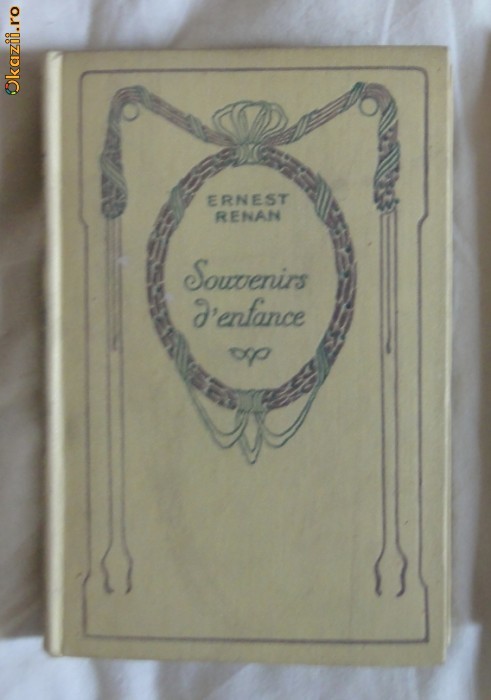 Okazii.ro
ERNEST
RENAN
Souvenirs
d'enfance